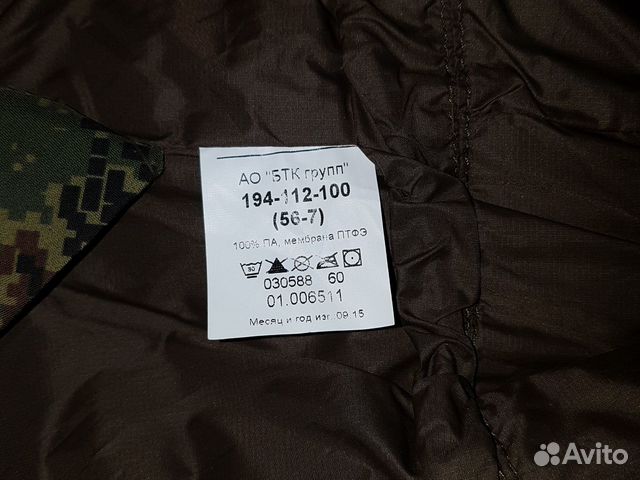 АО "БТК групп"
194-112-100
(56-7)
100% ПА, мембрана ПТФЭ
30
030588 60
01.006511
Месяц и год изг.:09.15
Avito